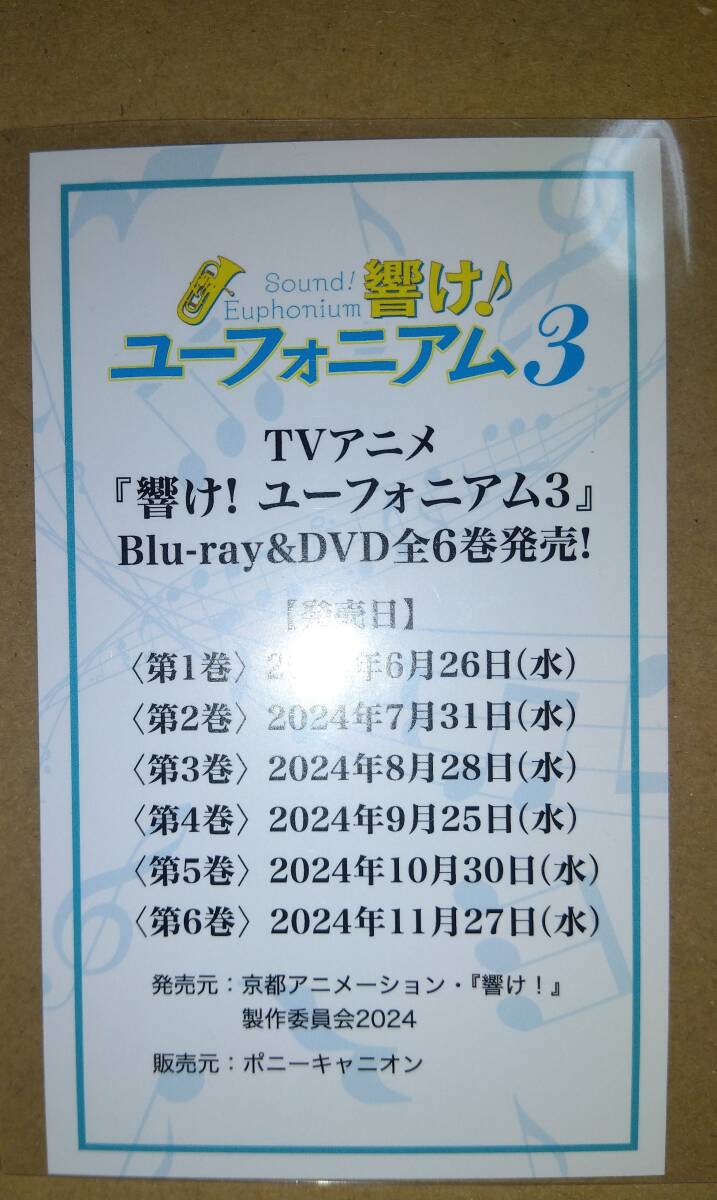 Sound!
Euphonium
響け♪
ユーフォニアム3
TVアニメ
『響け! ユーフォニアム3』
Blu-ray&DVD全6巻発売!
【発売日】
〈第1巻〉 年6月26日(水)
〈第2巻〉2024年7月31日(水)
〈第3巻〉2024年8月28日(水)
〈第4巻〉2024年9月25日(水)
〈第5巻〉2024年10月30日(水)
〈第6巻〉2024年11月27日(水)
発売元：京都アニメーション・『響け！』
製作委員会2024
販売元：ポニーキャニオン